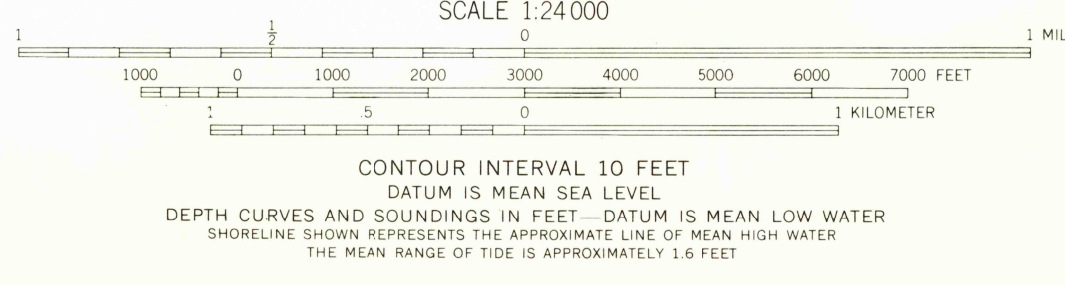 SCALE 1:24 000
1 ½ 0 1 MIL
1000 0 1000 2000 3000 4000 5000 6000 7000 FEET
1 .5 0 1 KILOMETER
CONTOUR INTERVAL 10 FEET
DATUM IS MEAN SEA LEVEL
DEPTH CURVES AND SOUNDINGS IN FEET—DATUM IS MEAN LOW WATER
SHORELINE SHOWN REPRESENTS THE APPROXIMATE LINE OF MEAN HIGH WATER
THE MEAN RANGE OF TIDE IS APPROXIMATELY 1.6 FEET